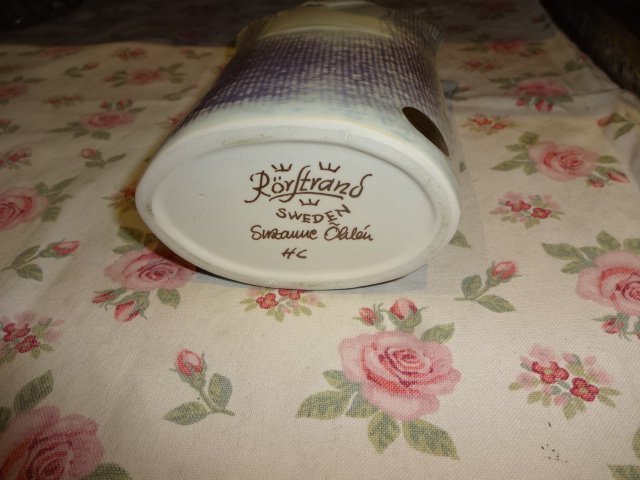 Rörstrand
SWEDEN
Suzanne Öhlén
HC